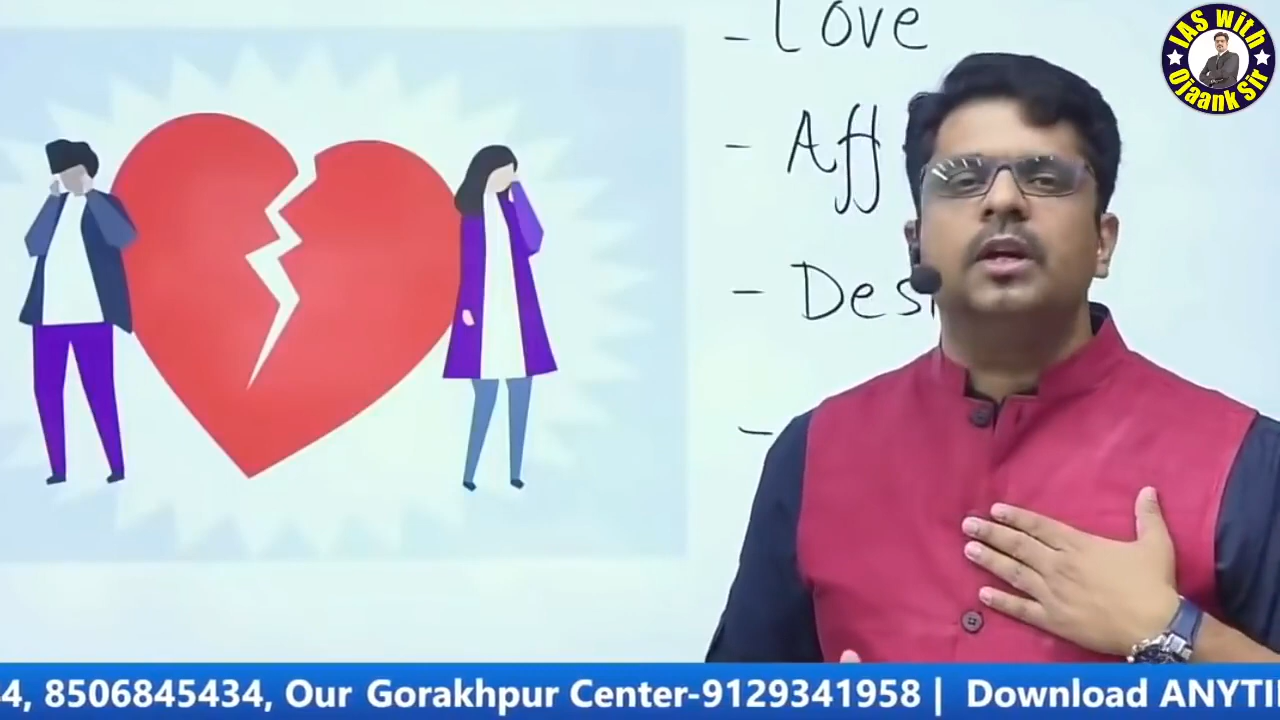 - Love
- Aff
- Des
-
IAS with
Ojaank Sir
4, 8506845434, Our Gorakhpur Center-9129341958 | Download ANYTI